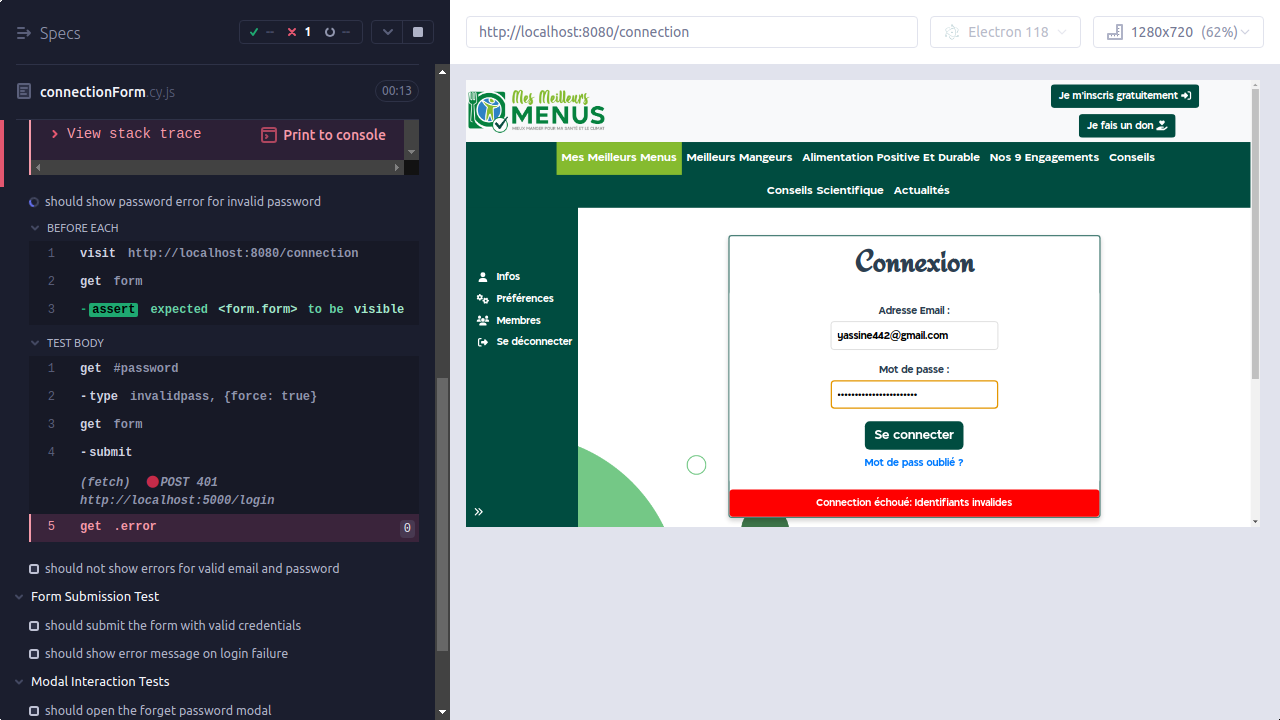 Specs
-- 1 --
connectionForm.cy.js 00:13
View stack trace Print to console
should show password error for invalid password
BEFORE EACH
1 visit http://localhost:8080/connection
2 get form
3 -assert expected <form.form> to be visible
TEST BODY
1 get #password
2 -type invalidpass, {force: true}
3 get form
4 -submit
(fetch) POST 401
http://localhost:5000/login
5 get .error 0
should not show errors for valid email and password
Form Submission Test
should submit the form with valid credentials
should show error message on login failure
Modal Interaction Tests
should open the forget password modal
http://localhost:8080/connection
Electron 118
1280x720 (62%)
Mes Meilleurs
MENUS
MIEUX MANGER POUR MA SANTÉ ET LE CLIMAT
Je m'inscris gratuitement
Je fais un don
Mes Meilleurs Menus Meilleurs Mangeurs Alimentation Positive Et Durable Nos 9 Engagements Conseils
Conseils Scientifique Actualités
Infos
Préférences
Membres
Se déconnecter
Connexion
Adresse Email :
yassine442@gmail.com
Mot de passe :
Se connecter
Mot de pass oublié ?
Connection échoué: Identifiants invalides